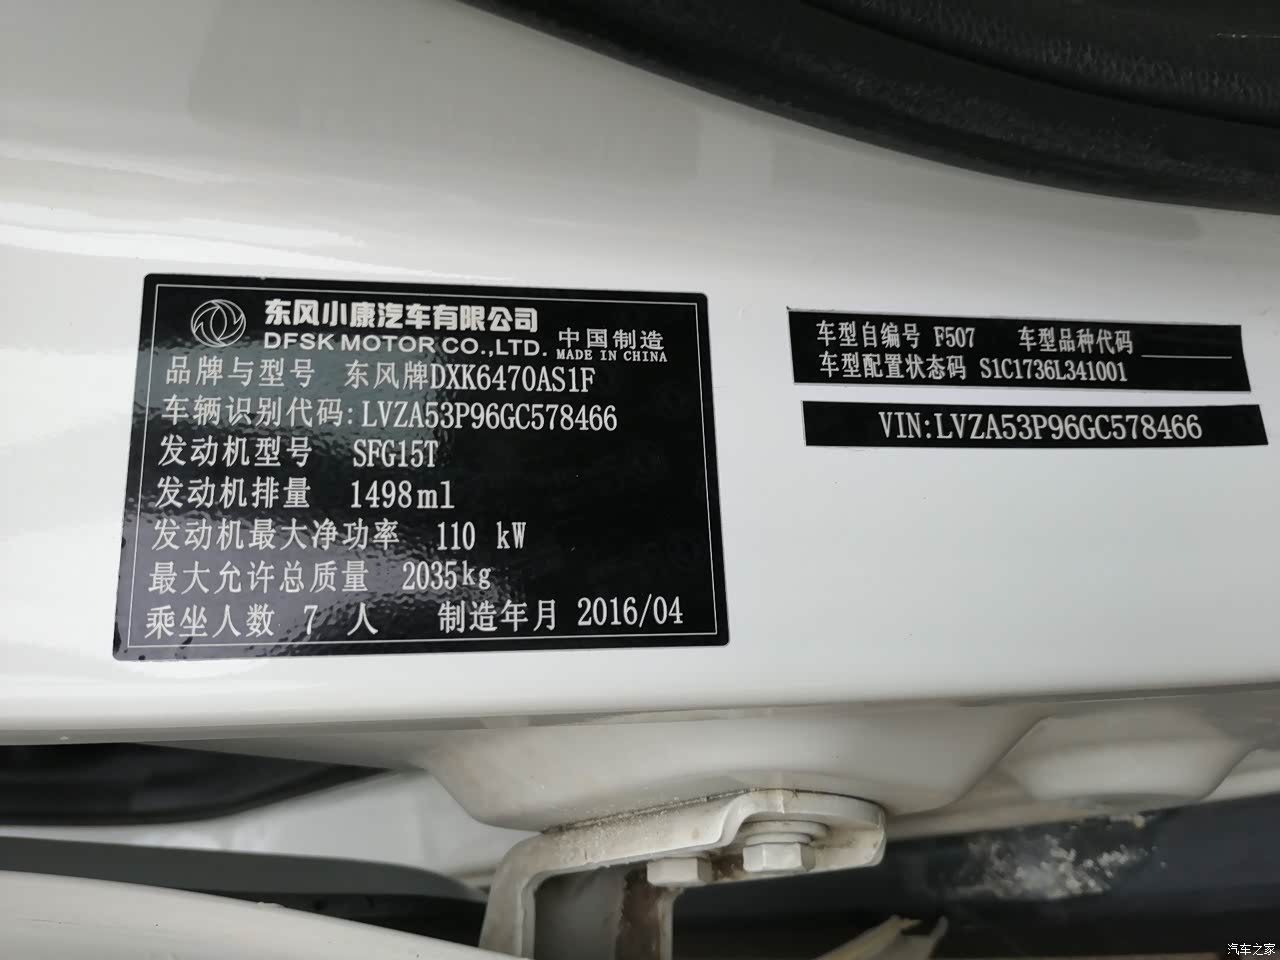 东风小康汽车有限公司
DFSK MOTOR CO.,LTD.
中国制造
MADE IN CHINA
品牌与型号 东风牌DXK6470AS1F
车辆识别代码:LVZA53P96GC578466
发动机型号 SFG15T
发动机排量 1498ml
发动机最大净功率 110 kW
最大允许总质量 2035kg
乘坐人数 7 人 制造年月 2016/04
车型自编号 F507 车型品种代码
车型配置状态码 S1C1736L341001
VIN:LVZA53P96GC578466
汽车之家